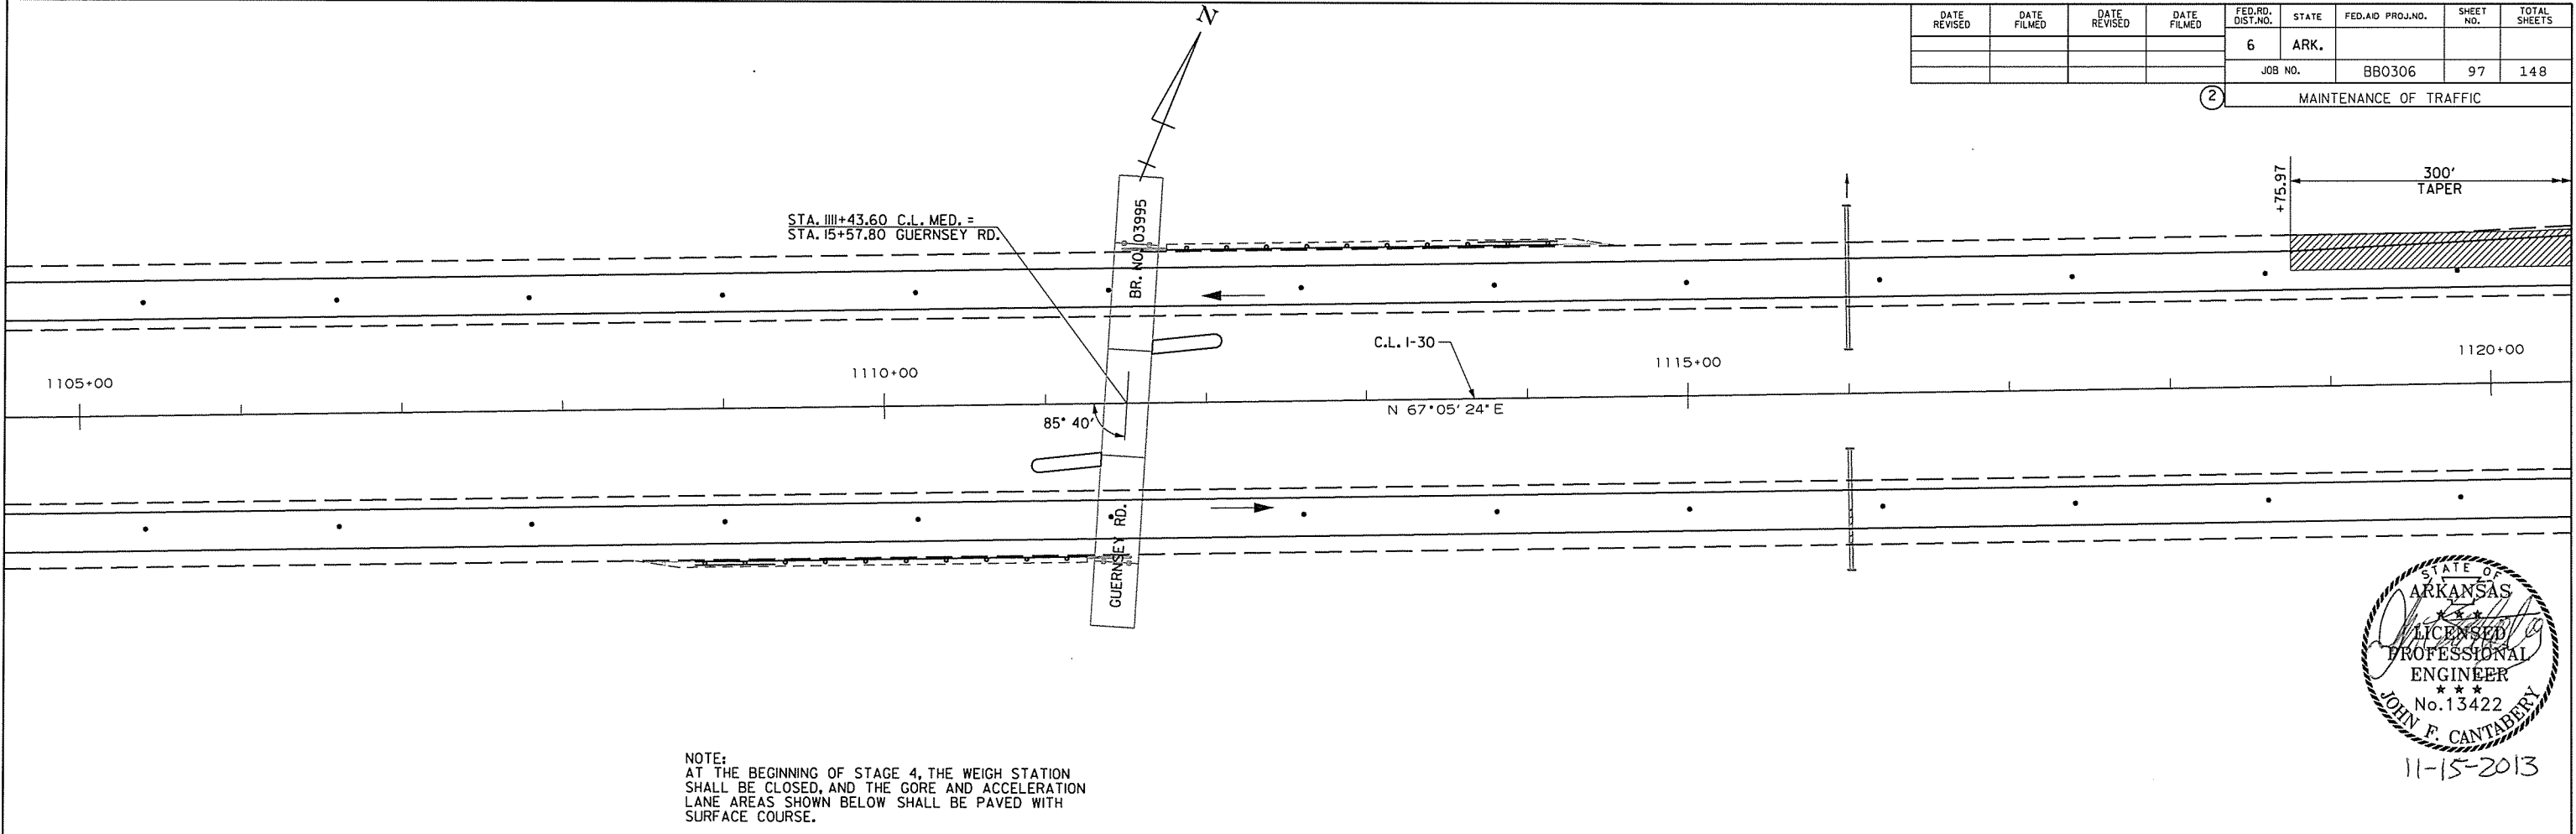 N
DATE REVISED
DATE FILMED
DATE REVISED
DATE FILMED
FED.RD. DIST.NO.
STATE
FED.AID PROJ.NO.
SHEET NO.
TOTAL SHEETS
6
ARK.
JOB NO.
BB0306
97
148
2
MAINTENANCE OF TRAFFIC
+75.97
300'
TAPER
STA. 1111+43.60 C.L. MED. =
STA. 15+57.80 GUERNSEY RD.
BR. NO. 03995
C.L. I-30
1105+00
1110+00
1115+00
1120+00
N 67°05'24" E
85° 40'
GUERNSEY RD.
STATE OF
ARKANSAS
★ ★ ★
LICENSED
PROFESSIONAL
ENGINEER
★ ★ ★
No.13422
JOHN F. CANTABERY
11-15-2013
NOTE:
AT THE BEGINNING OF STAGE 4, THE WEIGH STATION
SHALL BE CLOSED, AND THE GORE AND ACCELERATION
LANE AREAS SHOWN BELOW SHALL BE PAVED WITH
SURFACE COURSE.